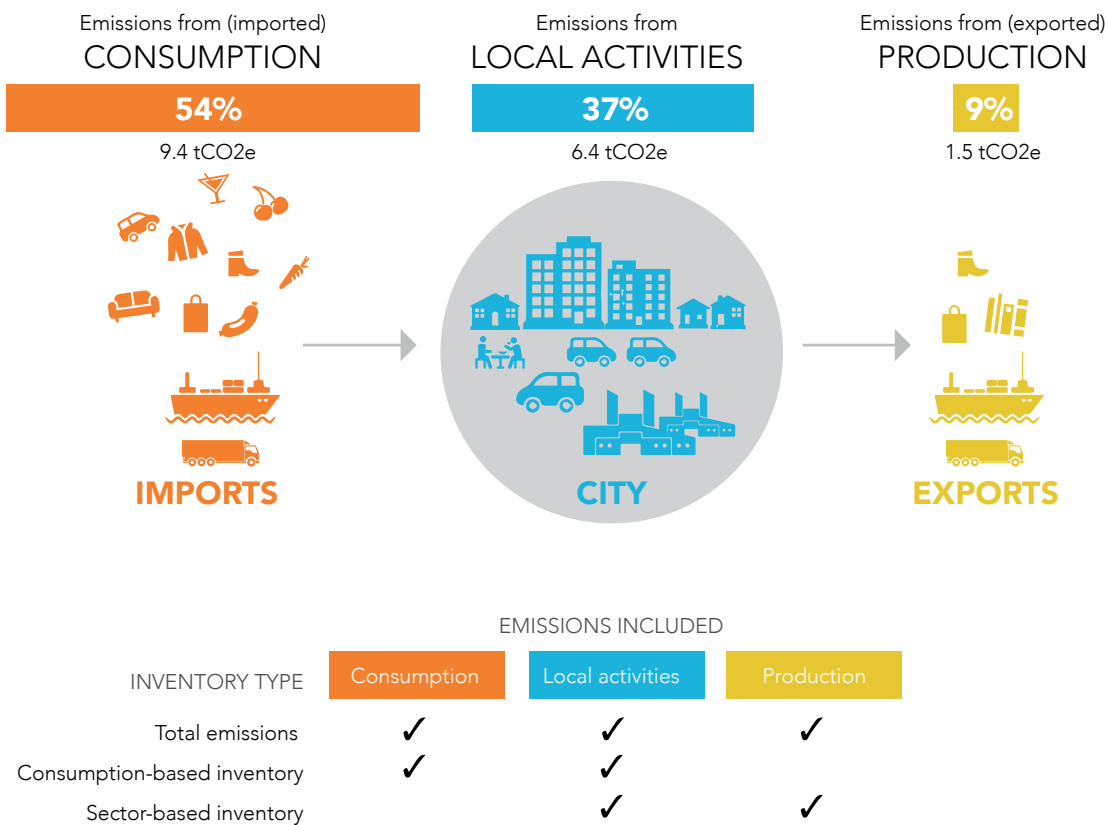 Emissions from (imported)
CONSUMPTION
54%
9.4 tCO2e
IMPORTS
Emissions from
LOCAL ACTIVITIES
37%
6.4 tCO2e
CITY
Emissions from (exported)
PRODUCTION
9%
1.5 tCO2e
EXPORTS
EMISSIONS INCLUDED
INVENTORY TYPE Consumption Local activities Production
Total emissions ✓ ✓ ✓
Consumption-based inventory ✓ ✓
Sector-based inventory ✓ ✓